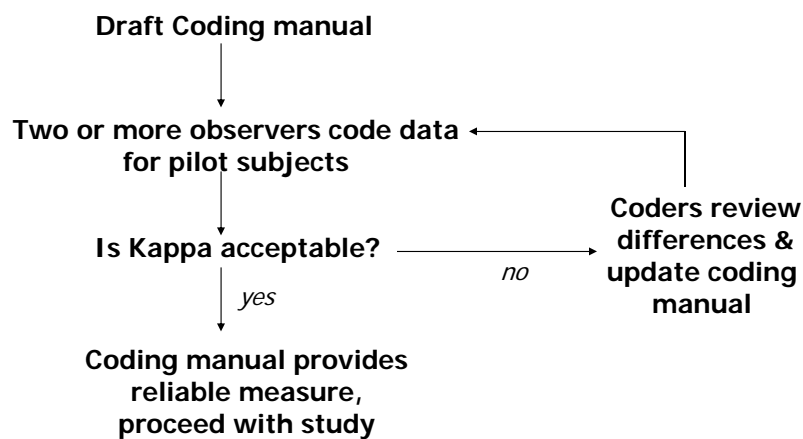 Draft Coding manual
Two or more observers code data
for pilot subjects
Is Kappa acceptable?
no
Coders review
differences &
update coding
manual
yes
Coding manual provides
reliable measure,
proceed with study